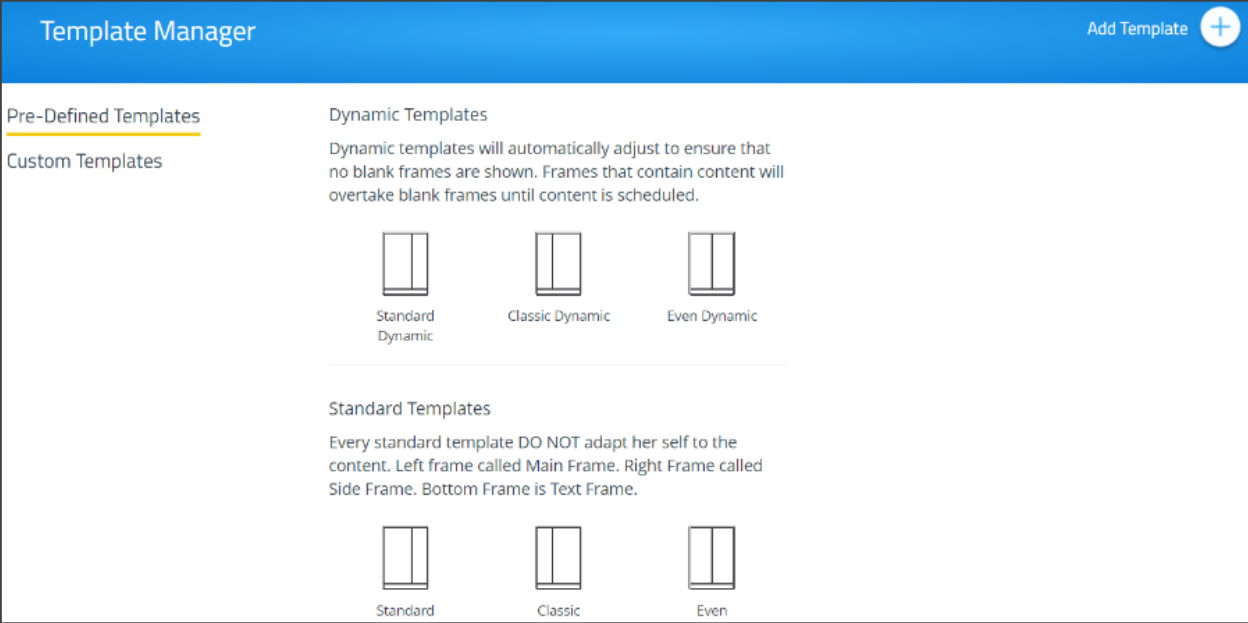 Template Manager
Add Template
Pre-Defined Templates
Custom Templates
Dynamic Templates
Dynamic templates will automatically adjust to ensure that
no blank frames are shown. Frames that contain content will
overtake blank frames until content is scheduled.
Standard
Dynamic
Classic Dynamic
Even Dynamic
Standard Templates
Every standard template DO NOT adapt her self to the
content. Left frame called Main Frame. Right Frame called
Side Frame. Bottom Frame is Text Frame.
Standard
Classic
Even